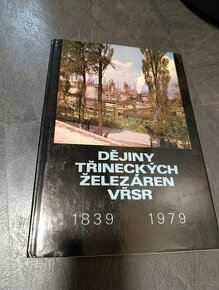 DĚJINY
TŘINECKÝCH
ŽELEZÁREN
VŘSR
1839 1979